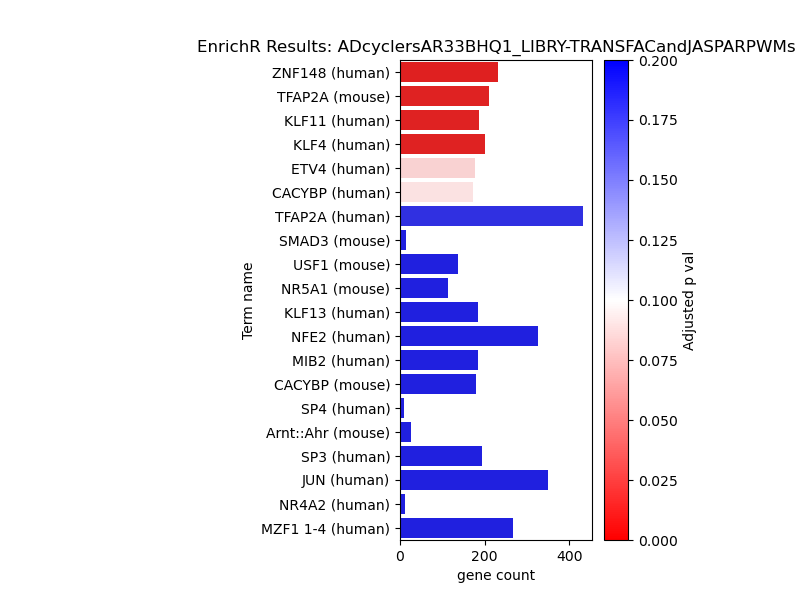 EnrichR Results: ADcyclersAR33BHQ1_LIBRY-TRANSFACandJASPARPWMs
ZNF148 (human)
TFAP2A (mouse)
KLF11 (human)
KLF4 (human)
ETV4 (human)
CACYBP (human)
TFAP2A (human)
SMAD3 (mouse)
USF1 (mouse)
NR5A1 (mouse)
KLF13 (human)
NFE2 (human)
MIB2 (human)
CACYBP (mouse)
SP4 (human)
Arnt::Ahr (mouse)
SP3 (human)
JUN (human)
NR4A2 (human)
MZF1 1-4 (human)
Term name
0 200 400
gene count
0.200
0.175
0.150
0.125
0.100
0.075
0.050
0.025
0.000
Adjusted p val